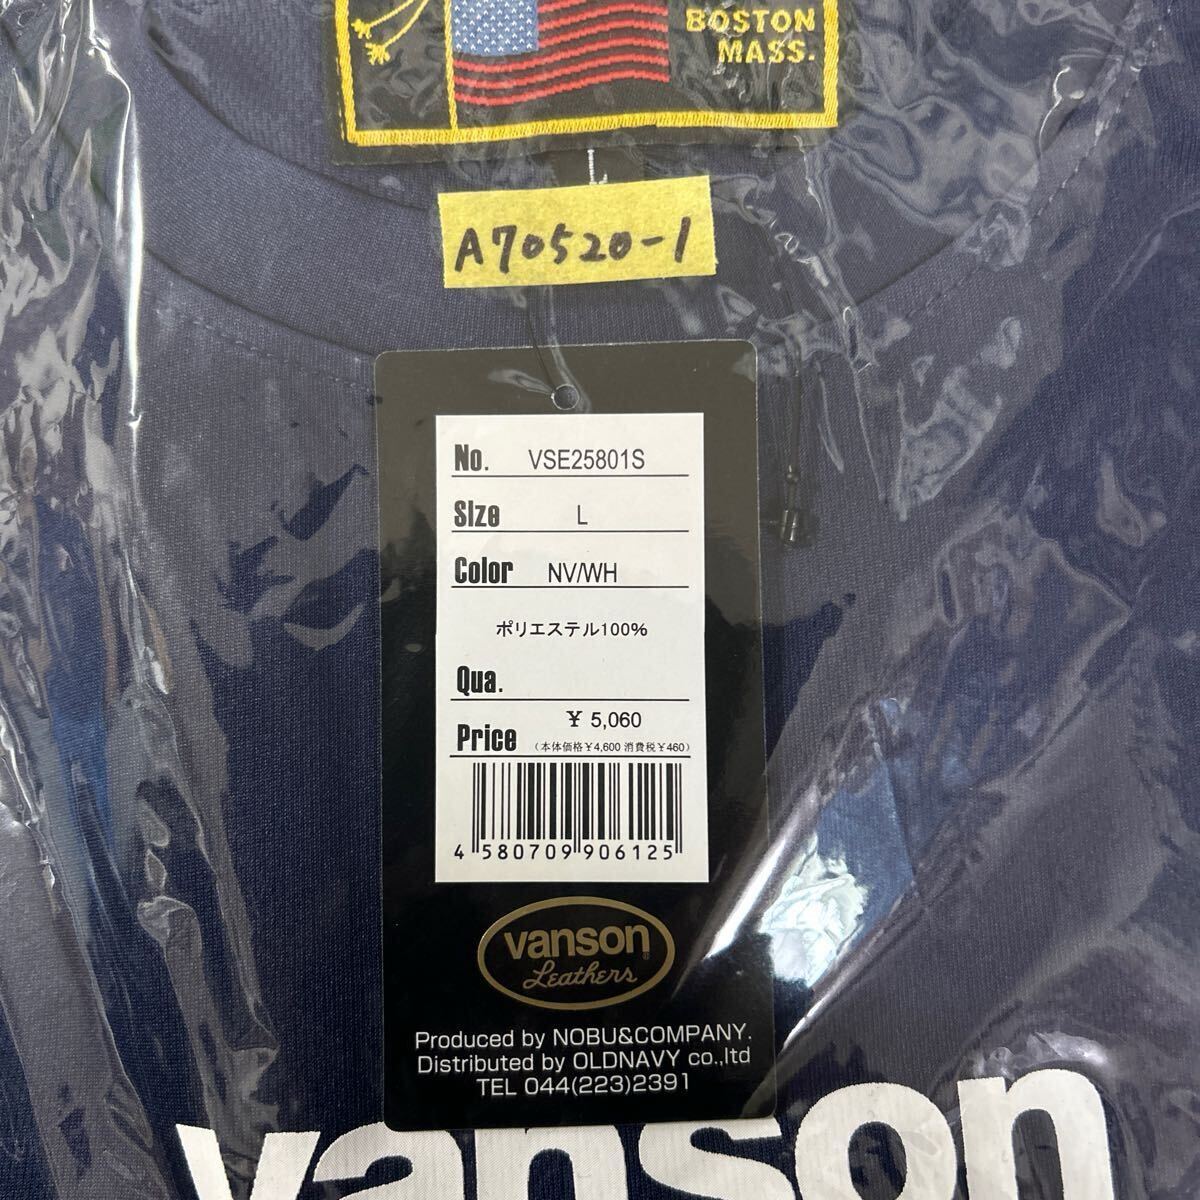 BOSTON
MASS.
L
A70520-1
No. VSE25801S
Size L
Color NV/WH
ポリエステル100%
Qua.
¥ 5,060
Price (本体価格¥4,600 消費税¥460)
4 580709 906125
vanson
Leathers
Produced by NOBU&COMPANY.
Distributed by OLDNAVY co.,ltd
TEL 044(223)2391
vanson